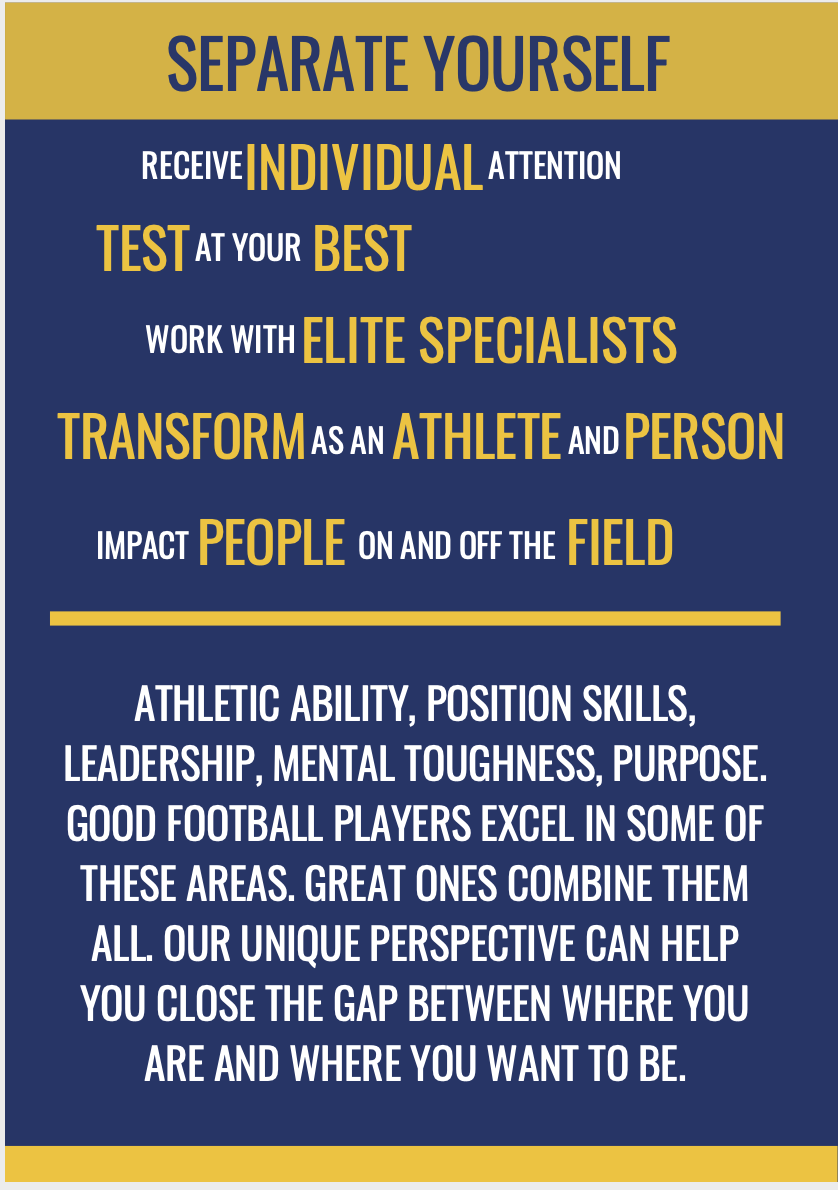 SEPARATE YOURSELF
RECEIVE INDIVIDUAL ATTENTION
TEST AT YOUR BEST
WORK WITH ELITE SPECIALISTS
TRANSFORM AS AN ATHLETE AND PERSON
IMPACT PEOPLE ON AND OFF THE FIELD
ATHLETIC ABILITY, POSITION SKILLS,
LEADERSHIP, MENTAL TOUGHNESS, PURPOSE.
GOOD FOOTBALL PLAYERS EXCEL IN SOME OF
THESE AREAS. GREAT ONES COMBINE THEM
ALL. OUR UNIQUE PERSPECTIVE CAN HELP
YOU CLOSE THE GAP BETWEEN WHERE YOU
ARE AND WHERE YOU WANT TO BE.